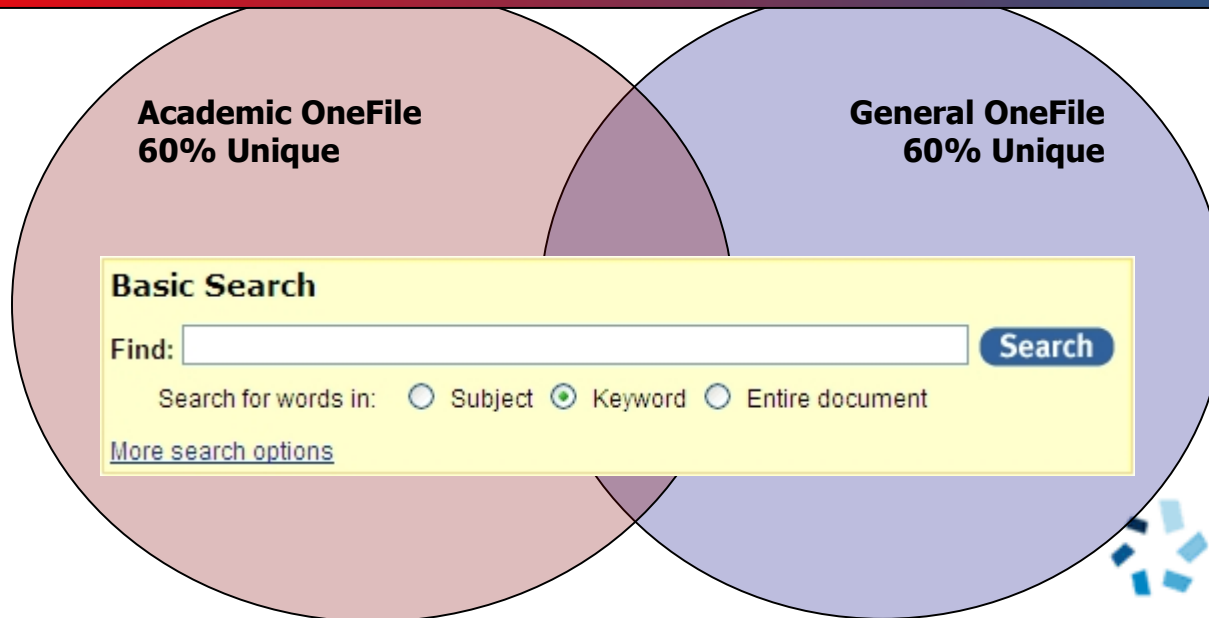 Academic OneFile
60% Unique
General OneFile
60% Unique
Basic Search
Find:
Search
Search for words in: Subject Keyword Entire document
More search options